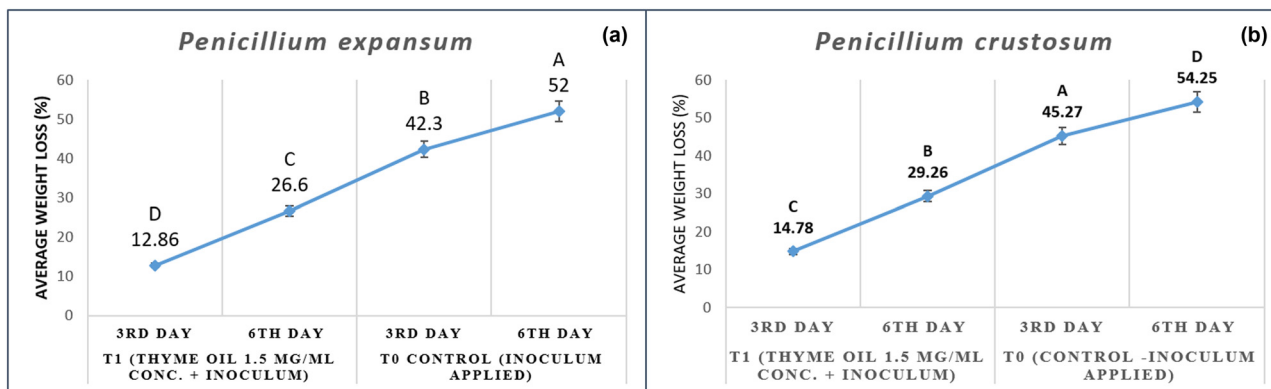 Penicillium expansum
(a)
AVERAGE WEIGHT LOSS (%)
60
50
40
30
20
10
0
D
12.86
C
26.6
B
42.3
A
52
3RD DAY
6TH DAY
3RD DAY
6TH DAY
T1 (THYME OIL 1.5 MG/ML
CONC. + INOCULUM)
T0 CONTROL (INOCULUM
APPLIED)
Penicillium crustosum
(b)
AVERAGE WEIGHT LOSS (%)
60
50
40
30
20
10
0
C
14.78
B
29.26
A
45.27
D
54.25
3RD DAY
6TH DAY
3RD DAY
6TH DAY
T1 (THYME OIL 1.5 MG/ML
CONC. + INOCULUM)
T0 (CONTROL -INOCULUM
APPLIED)